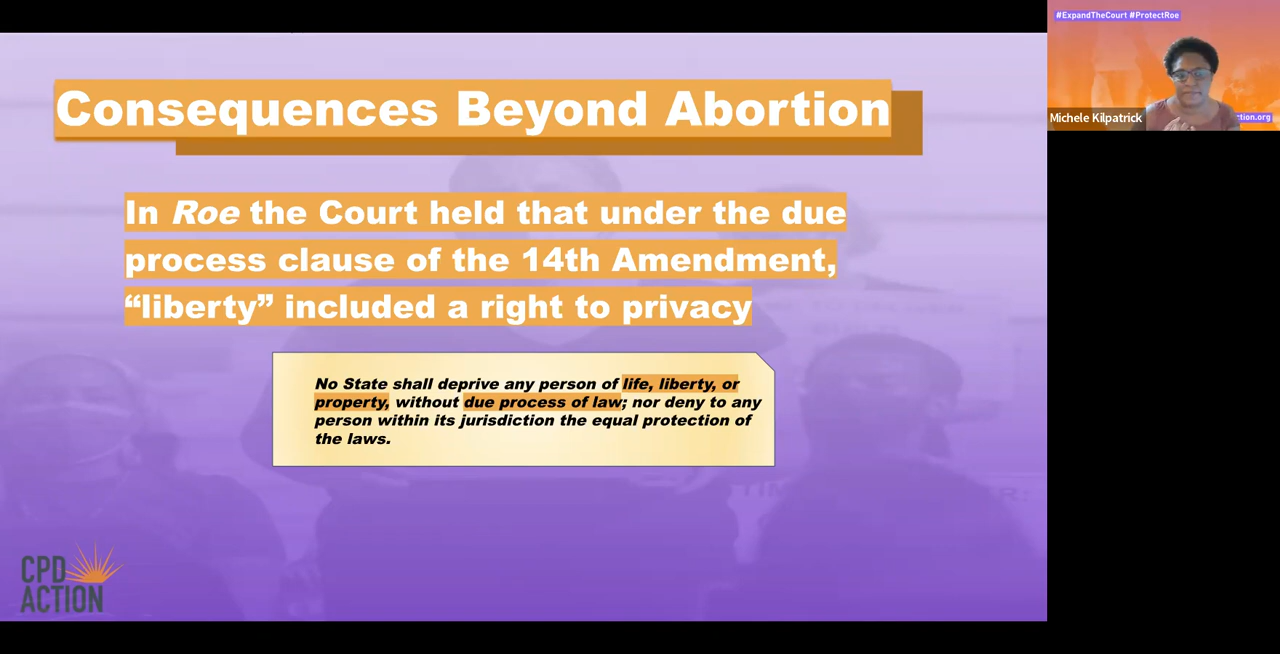 Consequences Beyond Abortion
In Roe the Court held that under the due
process clause of the 14th Amendment,
“liberty” included a right to privacy
No State shall deprive any person of life, liberty, or
property, without due process of law; nor deny to any
person within its jurisdiction the equal protection of
the laws.
CPD
ACTION
#ExpandTheCourt #ProtectRoe
Michele Kilpatrick
ction.org